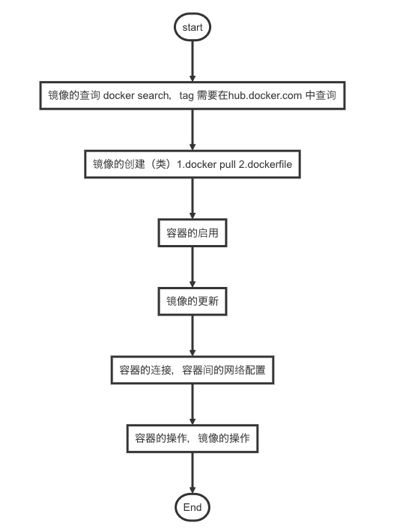 start
镜像的查询 docker search，tag 需要在hub.docker.com 中查询
镜像的创建（类）1.docker pull 2.dockerfile
容器的启用
镜像的更新
容器的连接，容器间的网络配置
容器的操作，镜像的操作
End